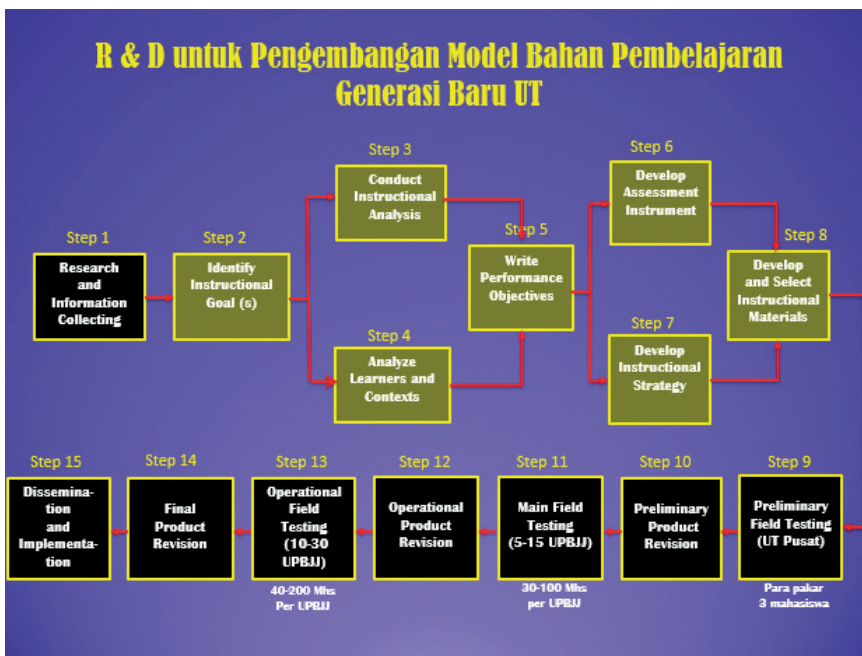 R & D untuk Pengembangan Model Bahan Pembelajaran
Generasi Baru UT
Step 1
Research
and
Information
Collecting
Step 2
Identify
Instructional
Goal (s)
Step 3
Conduct
Instructional
Analysis
Step 4
Analyze
Learners and
Contexts
Step 5
Write
Performance
Objectives
Step 6
Develop
Assessment
Instrument
Step 7
Develop
Instructional
Strategy
Step 8
Develop
and Select
Instructional
Materials
Step 9
Preliminary
Field Testing
(UT Pusat)
Para pakar
3 mahasiswa
Step 10
Preliminary
Product
Revision
Step 11
Main Field
Testing
(5-15 UPBJJ)
30-100 Mhs
per UPBJJ
Step 12
Operational
Product
Revision
Step 13
Operational
Field
Testing
(10-30
UPBJJ)
40-200 Mhs
Per UPBJJ
Step 14
Final
Product
Revision
Step 15
Dissemina-
tion
and
Implementa-
tion